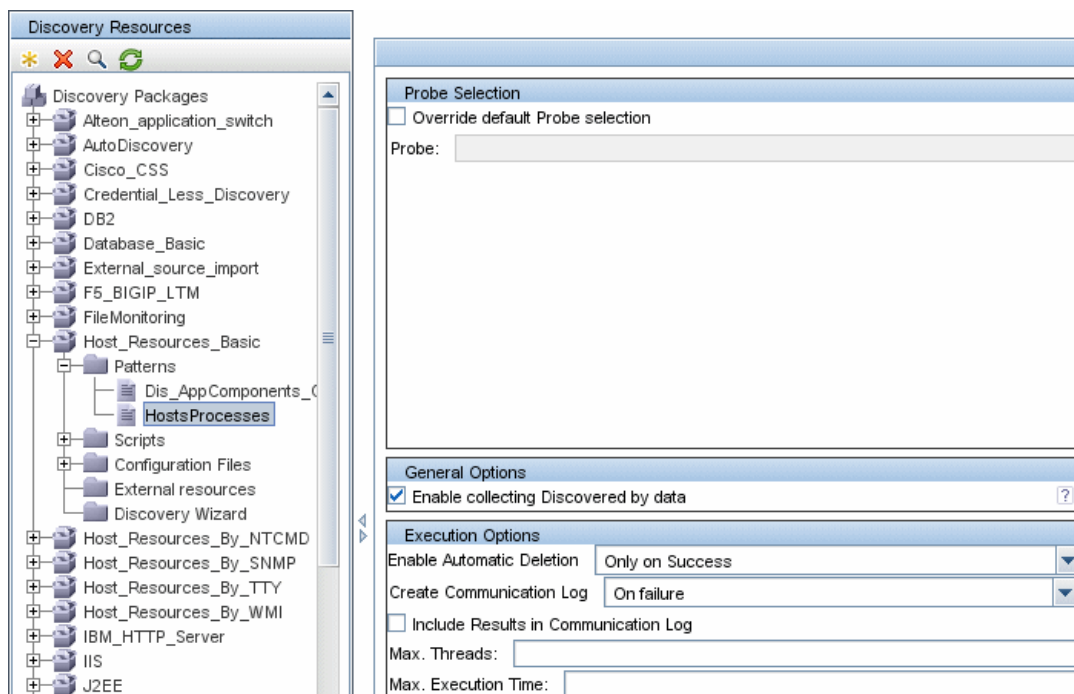 Discovery Resources
Discovery Packages
Alteon_application_switch
AutoDiscovery
Cisco_CSS
Credential_Less_Discovery
DB2
Database_Basic
External_source_import
F5_BIGIP_LTM
FileMonitoring
Host_Resources_Basic
Patterns
Dis_AppComponents_
HostsProcesses
Scripts
Configuration Files
External resources
Discovery Wizard
Host_Resources_By_NTCMD
Host_Resources_By_SNMP
Host_Resources_By_TTY
Host_Resources_By_WMI
IBM_HTTP_Server
IIS
J2EE
Probe Selection
Override default Probe selection
Probe:
General Options
Enable collecting Discovered by data
?
Execution Options
Enable Automatic Deletion Only on Success
Create Communication Log On failure
Include Results in Communication Log
Max. Threads:
Max. Execution Time: